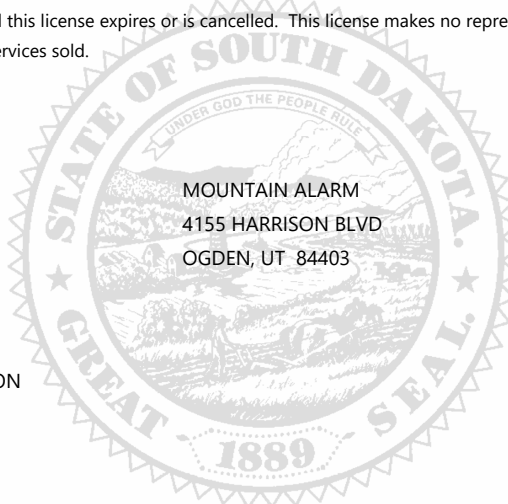 this license expires or is cancelled. This license makes no repre
ervices sold.
STATE OF SOUTH DAKOTA.
UNDER GOD THE PEOPLE RULE
MOUNTAIN ALARM
4155 HARRISON BLVD
OGDEN, UT 84403
ON
GREAT SEAL.
1889